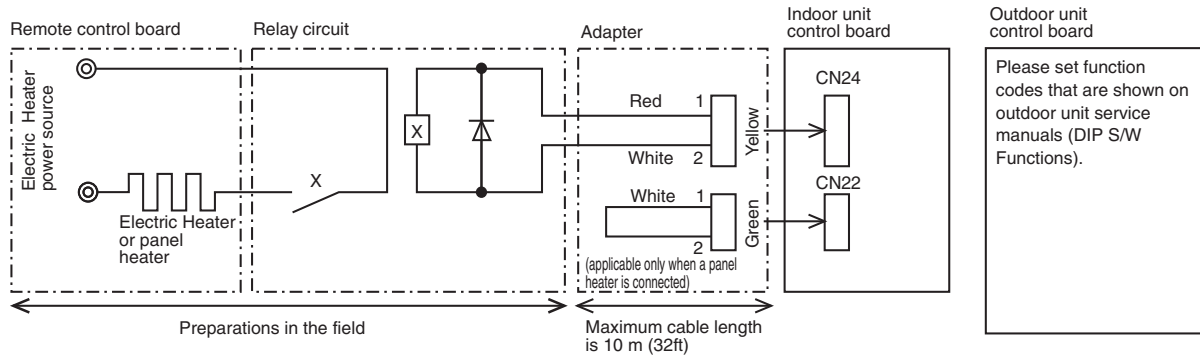 Remote control board
Relay circuit
Adapter
Indoor unit
control board
Outdoor unit
control board
Electric Heater
power source
Electric Heater
or panel
heater
X
X
Red
1
White
2
Yellow
White
1
2
Green
(applicable only when a panel
heater is connected)
CN24
CN22
Please set function
codes that are shown on
outdoor unit service
manuals (DIP S/W
Functions).
Preparations in the field
Maximum cable length
is 10 m (32ft)